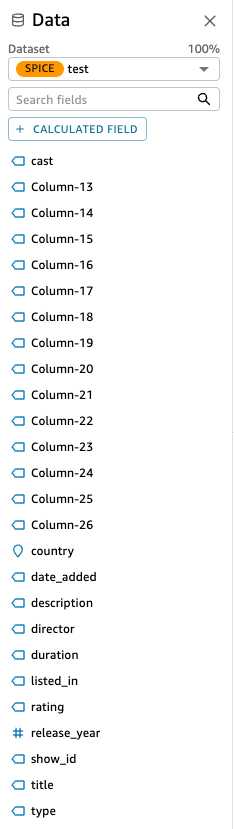 Data
Dataset 100%
SPICE test
Search fields
+ CALCULATED FIELD
cast
Column-13
Column-14
Column-15
Column-16
Column-17
Column-18
Column-19
Column-20
Column-21
Column-22
Column-23
Column-24
Column-25
Column-26
country
date_added
description
director
duration
listed_in
rating
# release_year
show_id
title
type